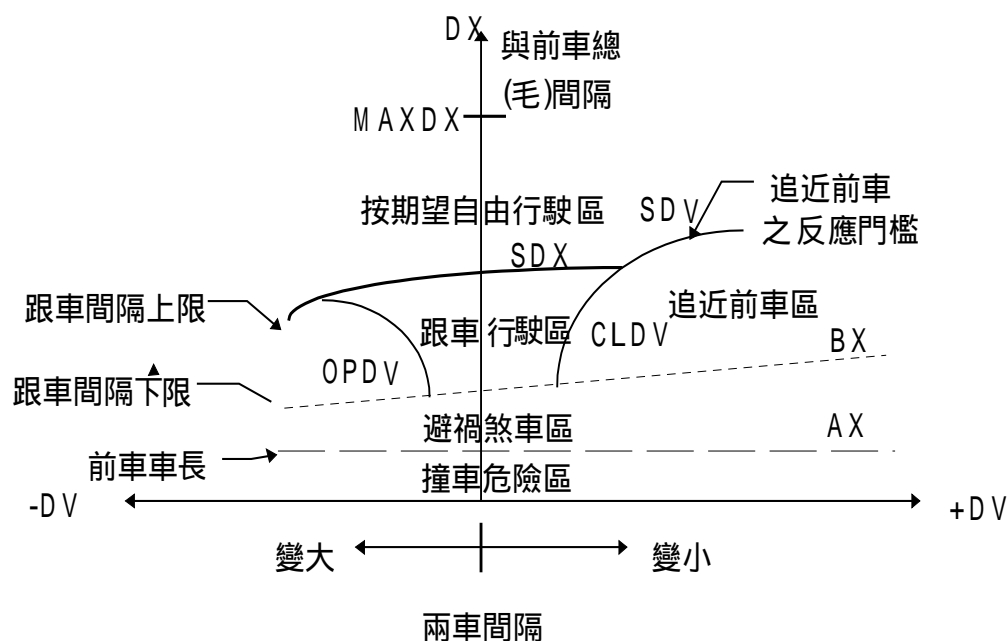 DX
與前車總
(毛)間隔
MAXDX
按期望自由行駛區
SDV
追近前車
之反應門檻
SDX
跟車間隔上限
跟車行駛區
CLDV
追近前車區
OPDV
BX
跟車間隔下限
避禍煞車區
AX
前車車長
撞車危險區
-DV
+DV
變大
變小
兩車間隔